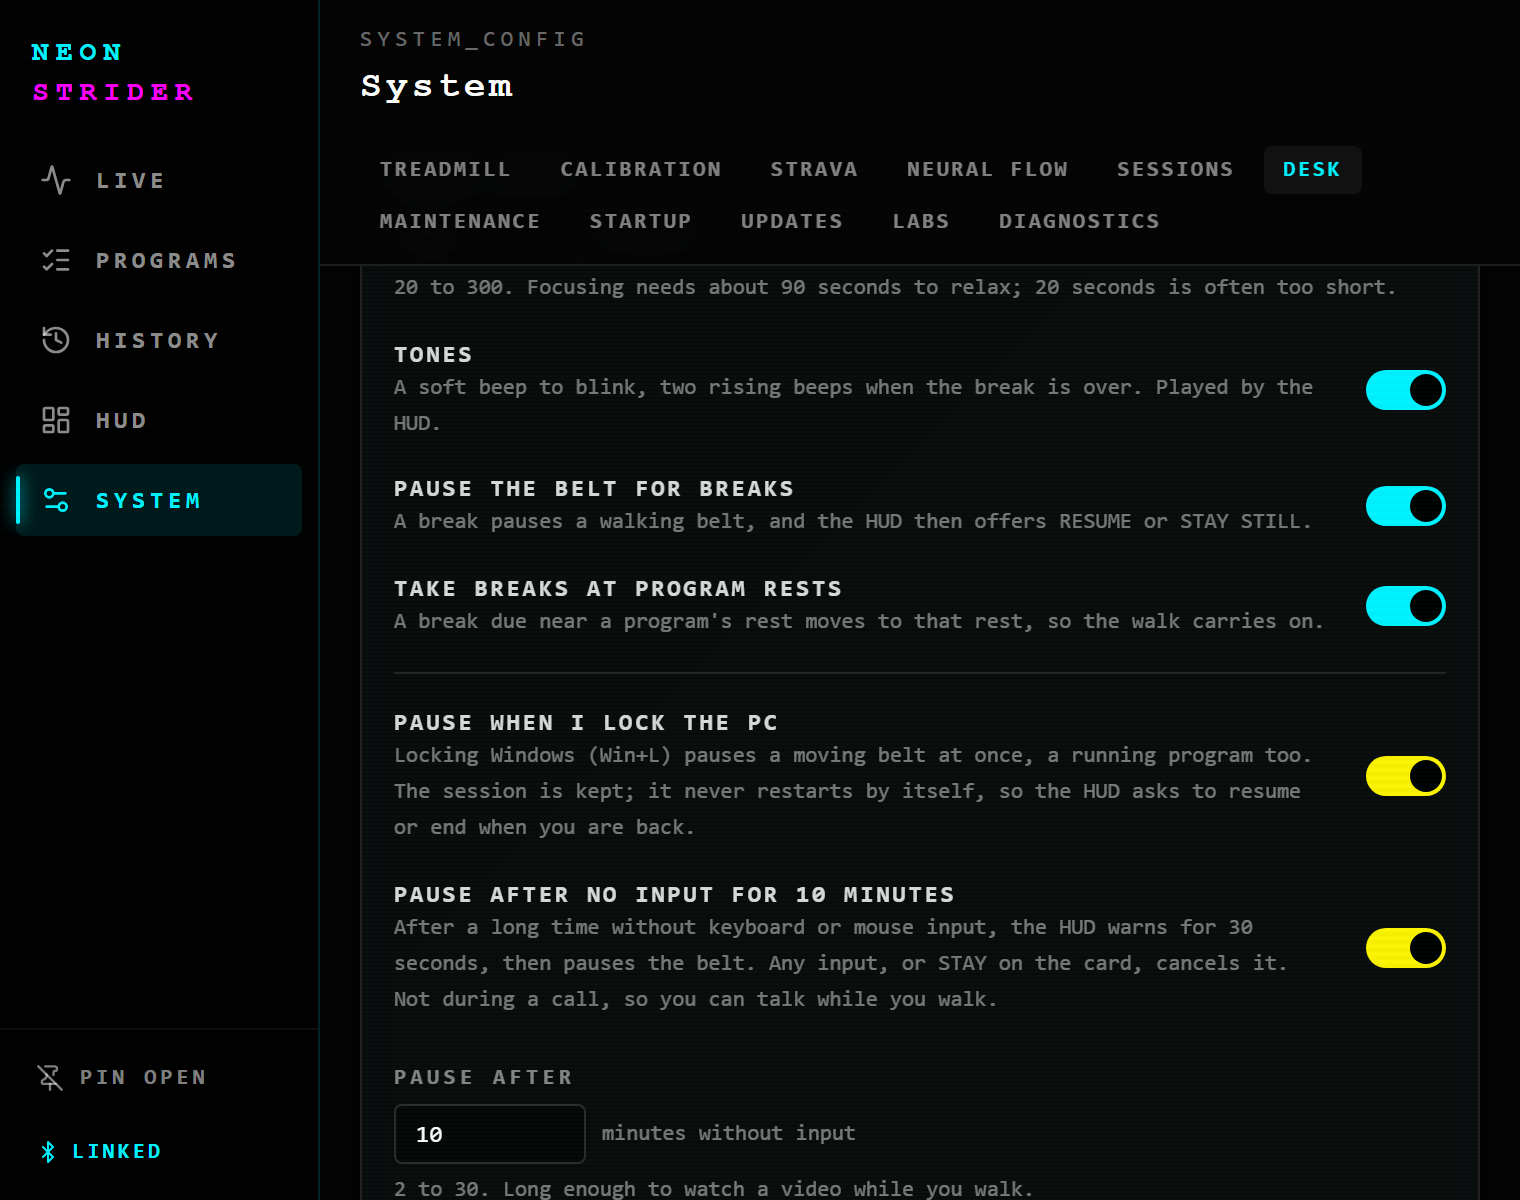 NEON
STRIDER
LIVE
PROGRAMS
HISTORY
HUD
SYSTEM
PIN OPEN
LINKED
SYSTEM_CONFIG
System
TREADMILL CALIBRATION STRAVA NEURAL FLOW SESSIONS DESK
MAINTENANCE STARTUP UPDATES LABS DIAGNOSTICS
20 to 300. Focusing needs about 90 seconds to relax; 20 seconds is often too short.
TONES
A soft beep to blink, two rising beeps when the break is over. Played by the
HUD.
PAUSE THE BELT FOR BREAKS
A break pauses a walking belt, and the HUD then offers RESUME or STAY STILL.
TAKE BREAKS AT PROGRAM RESTS
A break due near a program's rest moves to that rest, so the walk carries on.
PAUSE WHEN I LOCK THE PC
Locking Windows (Win+L) pauses a moving belt at once, a running program too.
The session is kept; it never restarts by itself, so the HUD asks to resume
or end when you are back.
PAUSE AFTER NO INPUT FOR 10 MINUTES
After a long time without keyboard or mouse input, the HUD warns for 30
seconds, then pauses the belt. Any input, or STAY on the card, cancels it.
Not during a call, so you can talk while you walk.
PAUSE AFTER
10 minutes without input
2 to 30. Long enough to watch a video while you walk.